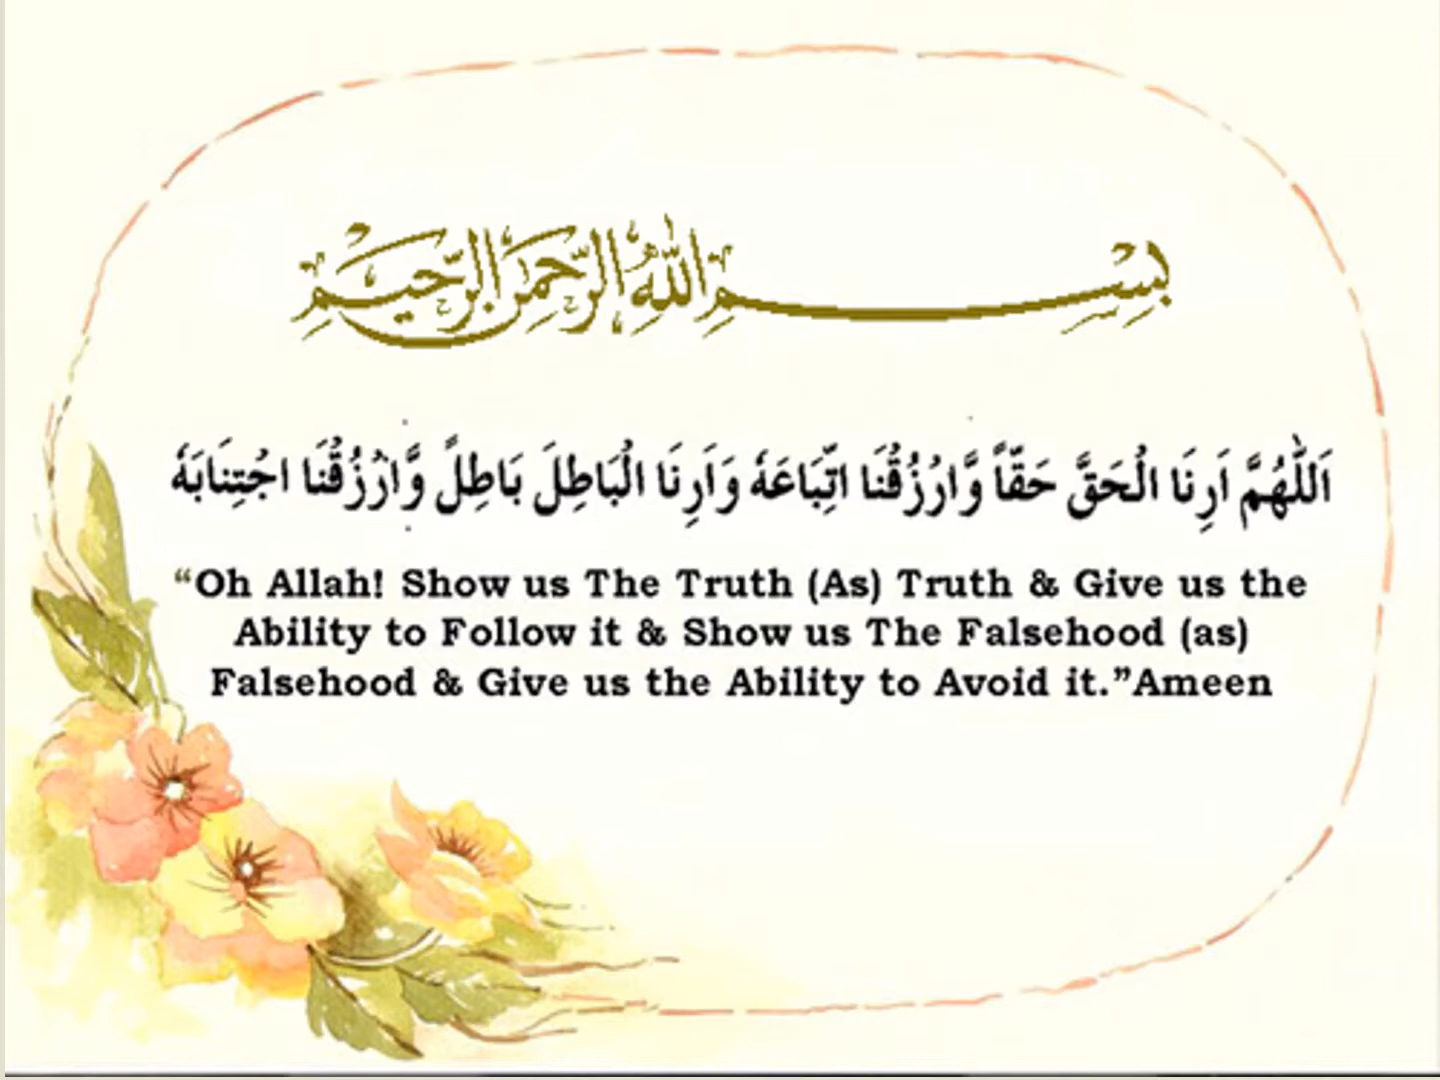 بِسْمِ اللهِ الرَّحْمٰنِ الرَّحِيْمِ
اَللّٰهُمَّ اَرِنَا الْحَقَّ حَقّاً وَّارْزُقْنَا اتِّبَاعَهٗ وَاَرِنَا الْبَاطِلَ بَاطِلً وَّارْزُقْنَا اجْتِنَابَهٗ
“Oh Allah! Show us The Truth (As) Truth & Give us the
Ability to Follow it & Show us The Falsehood (as)
Falsehood & Give us the Ability to Avoid it.”Ameen